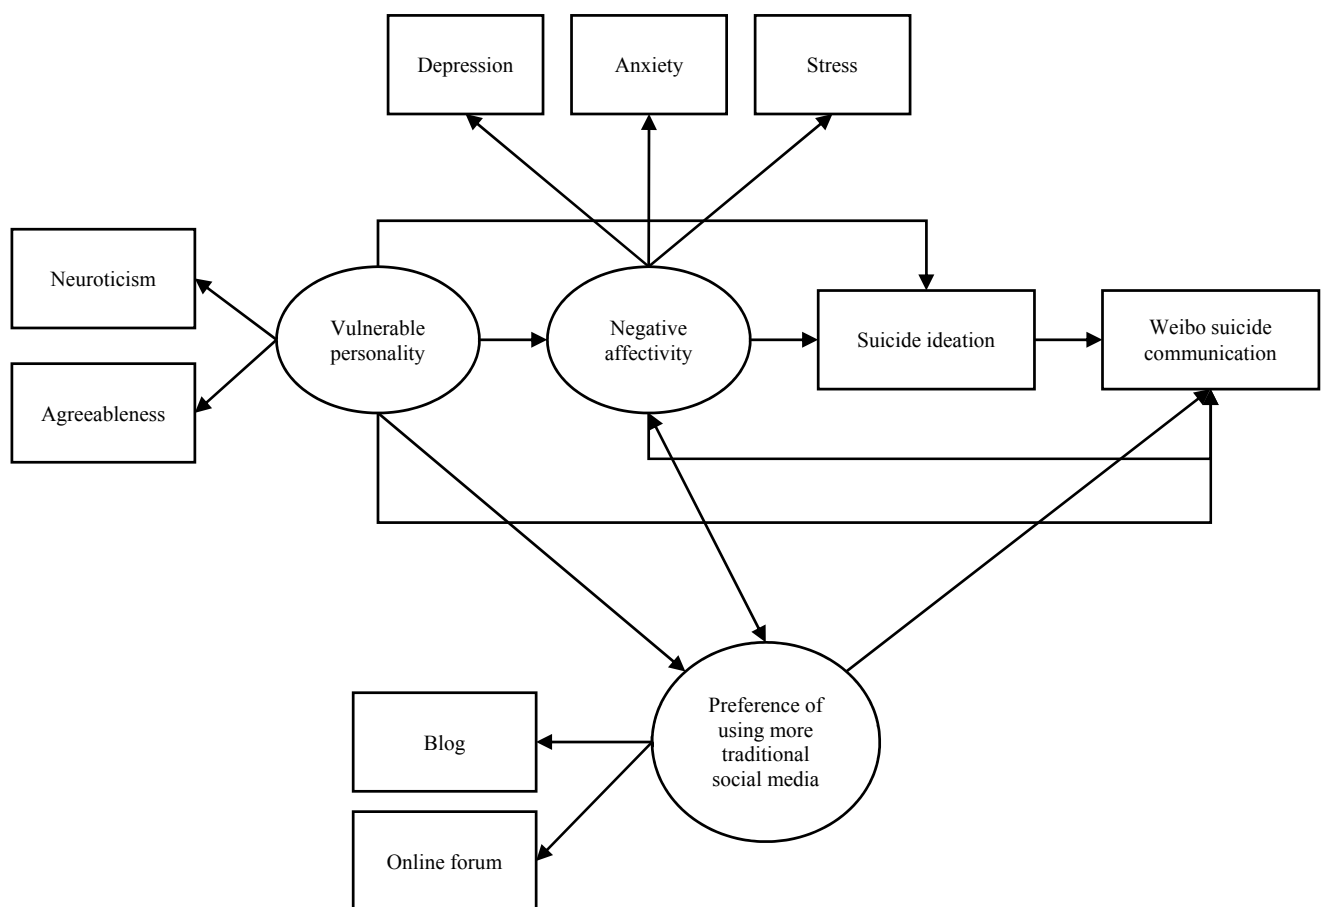 Depression
Anxiety
Stress
Neuroticism
Agreeableness
Vulnerable
personality
Negative
affectivity
Suicide ideation
Weibo suicide
communication
Preference of
using more
traditional
social media
Blog
Online forum